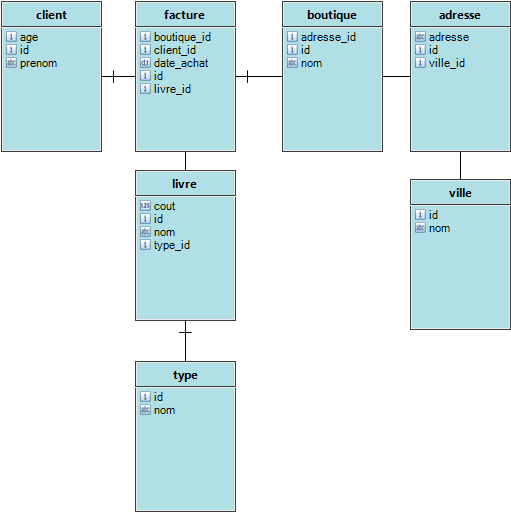 client
age
id
prenom
facture
boutique_id
client_id
date_achat
id
livre_id
boutique
adresse_id
id
nom
adresse
adresse
id
ville_id
livre
cout
id
nom
type_id
ville
id
nom
type
id
nom